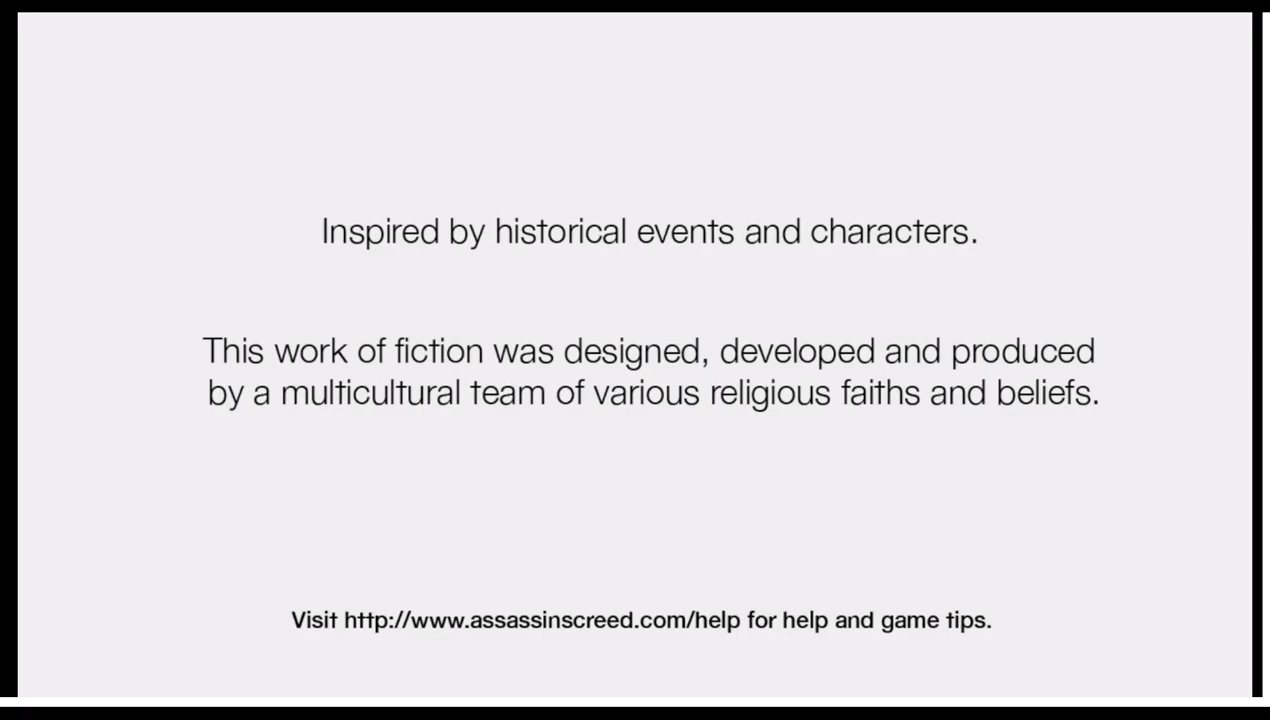 Inspired by historical events and characters.
This work of fiction was designed, developed and produced
by a multicultural team of various religious faiths and beliefs.
Visit http://www.assassinscreed.com/help for help and game tips.